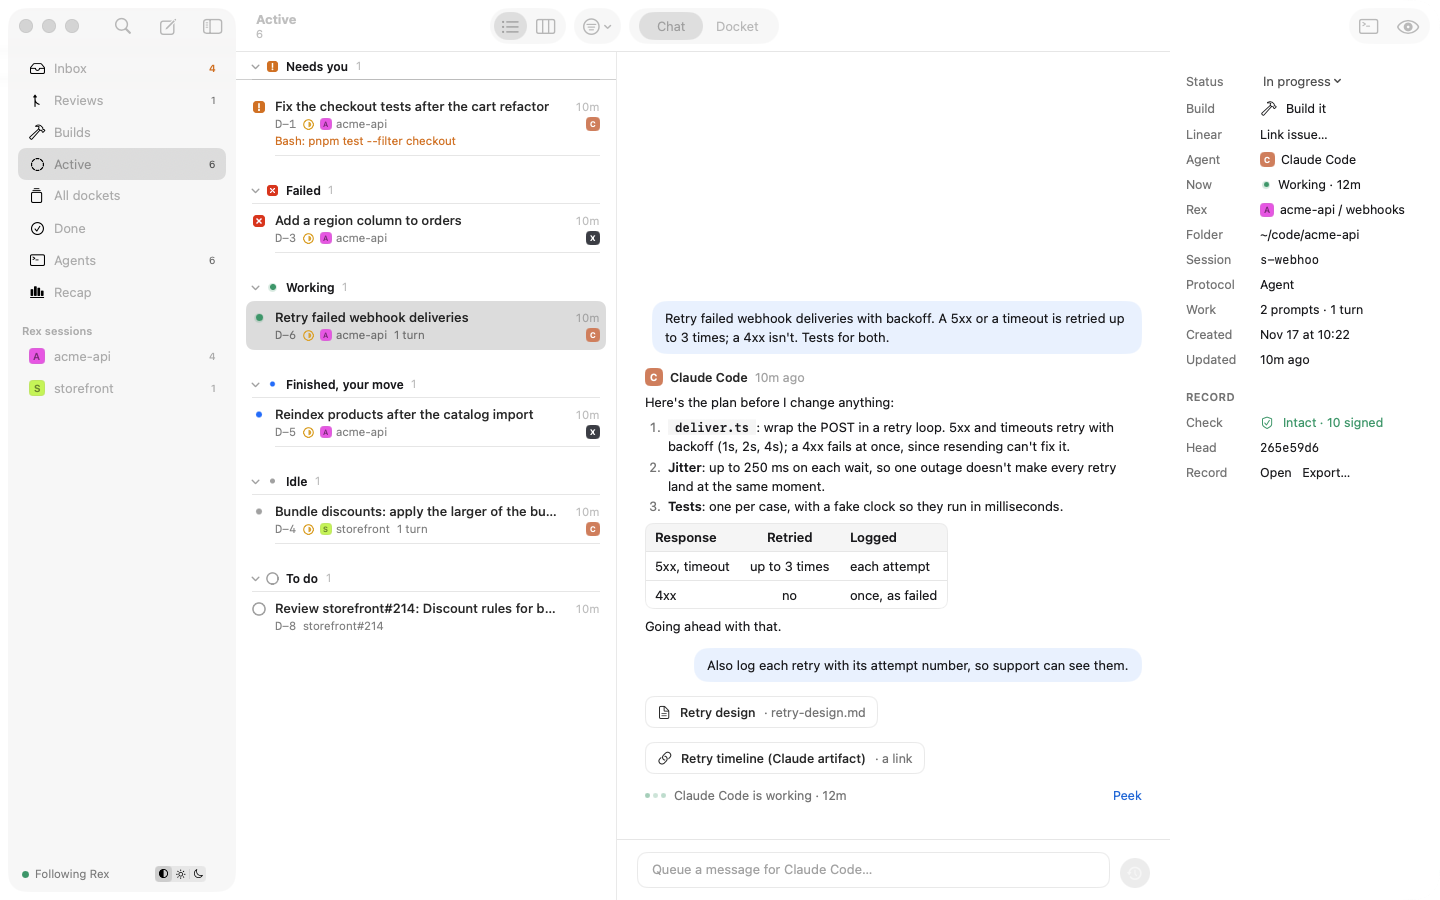 Inbox 4
Reviews 1
Builds
Active 6
All dockets
Done
Agents 6
Recap
Rex sessions
A acme-api 4
S storefront 1
Following Rex
Active
6
Needs you 1
Fix the checkout tests after the cart refactor 10m
D–1 A acme-api C
Bash: pnpm test --filter checkout
Failed 1
Add a region column to orders 10m
D–3 A acme-api X
Working 1
Retry failed webhook deliveries 10m
D–6 A acme-api 1 turn C
Finished, your move 1
Reindex products after the catalog import 10m
D–5 A acme-api X
Idle 1
Bundle discounts: apply the larger of the bu... 10m
D–4 S storefront 1 turn C
To do 1
Review storefront#214: Discount rules for b... 10m
D–8 storefront#214
Chat Docket
Retry failed webhook deliveries with backoff. A 5xx or a timeout is retried up
to 3 times; a 4xx isn't. Tests for both.
C Claude Code 10m ago
Here's the plan before I change anything:
1. deliver.ts : wrap the POST in a retry loop. 5xx and timeouts retry with
backoff (1s, 2s, 4s); a 4xx fails at once, since resending can't fix it.
2. Jitter: up to 250 ms on each wait, so one outage doesn't make every retry
land at the same moment.
3. Tests: one per case, with a fake clock so they run in milliseconds.
Response Retried Logged
5xx, timeout up to 3 times each attempt
4xx no once, as failed
Going ahead with that.
Also log each retry with its attempt number, so support can see them.
Retry design · retry-design.md
Retry timeline (Claude artifact) · a link
Claude Code is working · 12m Peek
Queue a message for Claude Code...
Status In progress
Build Build it
Linear Link issue...
Agent C Claude Code
Now Working · 12m
Rex A acme-api / webhooks
Folder ~/code/acme-api
Session s-webhoo
Protocol Agent
Work 2 prompts · 1 turn
Created Nov 17 at 10:22
Updated 10m ago
RECORD
Check Intact · 10 signed
Head 265e59d6
Record Open Export...